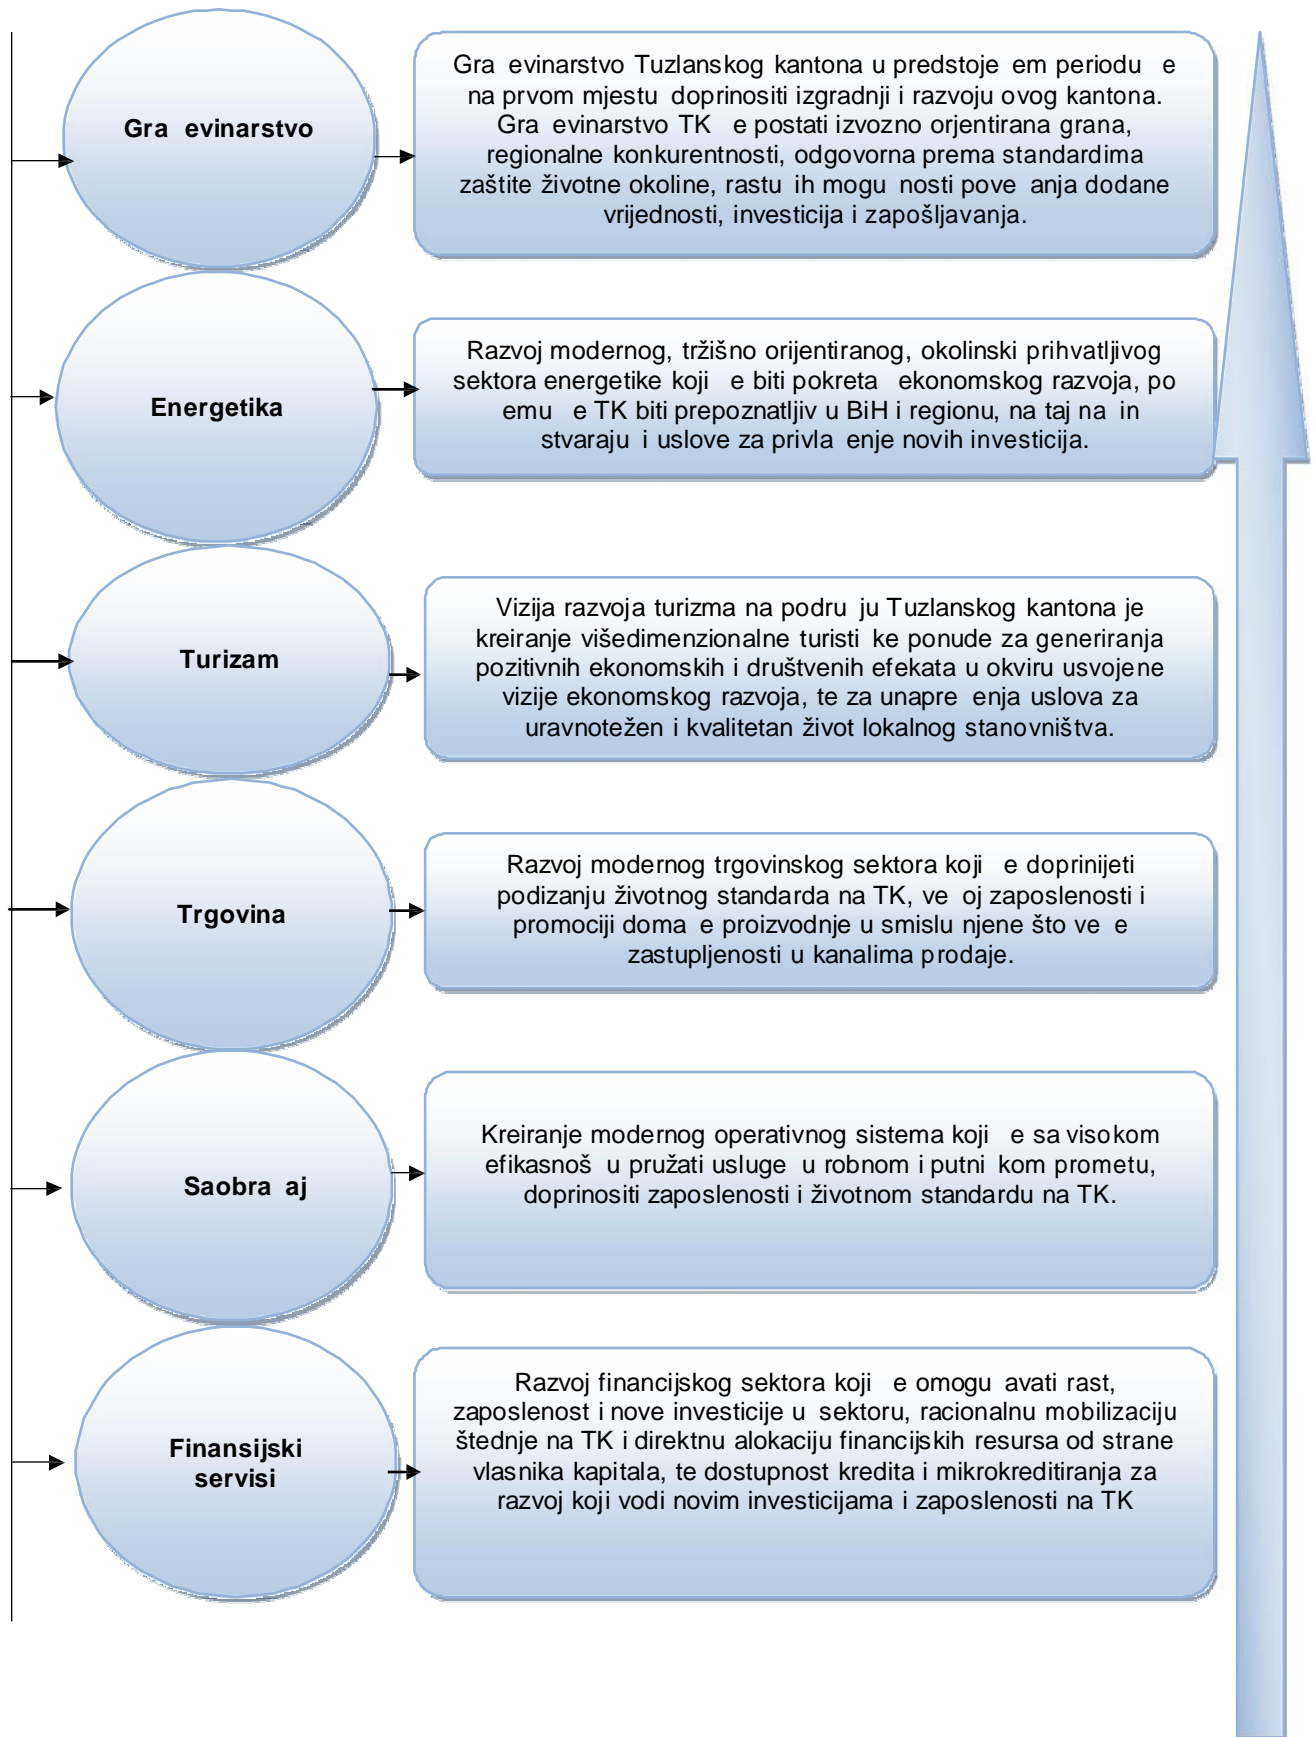 Gra evinarstvo
Gra evinarstvo Tuzlanskog kantona u predstoje em periodu e
na prvom mjestu doprinositi izgradnji i razvoju ovog kantona.
Gra evinarstvo TK e postati izvozno orjentirana grana,
regionalne konkurentnosti, odgovorna prema standardima
zaštite životne okoline, rastu ih mogu nosti pove anja dodane
vrijednosti, investicija i zapošljavanja.
Energetika
Razvoj modernog, tržišno orijentiranog, okolinski prihvatljivog
sektora energetike koji e biti pokreta ekonomskog razvoja, po
emu e TK biti prepoznatljiv u BiH i regionu, na taj na in
stvaraju i uslove za privla enje novih investicija.
Turizam
Vizija razvoja turizma na podru ju Tuzlanskog kantona je
kreiranje višedimenzionalne turisti ke ponude za generiranja
pozitivnih ekonomskih i društvenih efekata u okviru usvojene
vizije ekonomskog razvoja, te za unapre enja uslova za
uravnotežen i kvalitetan život lokalnog stanovništva.
Trgovina
Razvoj modernog trgovinskog sektora koji e doprinijeti
podizanju životnog standarda na TK, ve oj zaposlenosti i
promociji doma e proizvodnje u smislu njene što ve e
zastupljenosti u kanalima prodaje.
Saobra aj
Kreiranje modernog operativnog sistema koji e sa visokom
efikasnoš u pružati usluge u robnom i putni kom prometu,
doprinositi zaposlenosti i životnom standardu na TK.
Finansijski
servisi
Razvoj financijskog sektora koji e omogu avati rast,
zaposlenost i nove investicije u sektoru, racionalnu mobilizaciju
štednje na TK i direktnu alokaciju financijskih resursa od strane
vlasnika kapitala, te dostupnost kredita i mikrokreditiranja za
razvoj koji vodi novim investicijama i zaposlenosti na TK